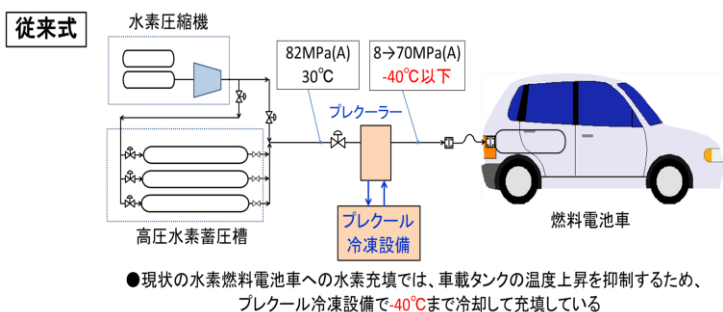 従来式
水素圧縮機
82MPa(A)
30℃
8→70MPa(A)
-40℃以下
プレクーラー
プレクール
冷凍設備
高圧水素蓄圧槽
燃料電池車
●現状の水素燃料電池車への水素充填では、車載タンクの温度上昇を抑制するため、
プレクール冷凍設備で-40℃まで冷却して充填している